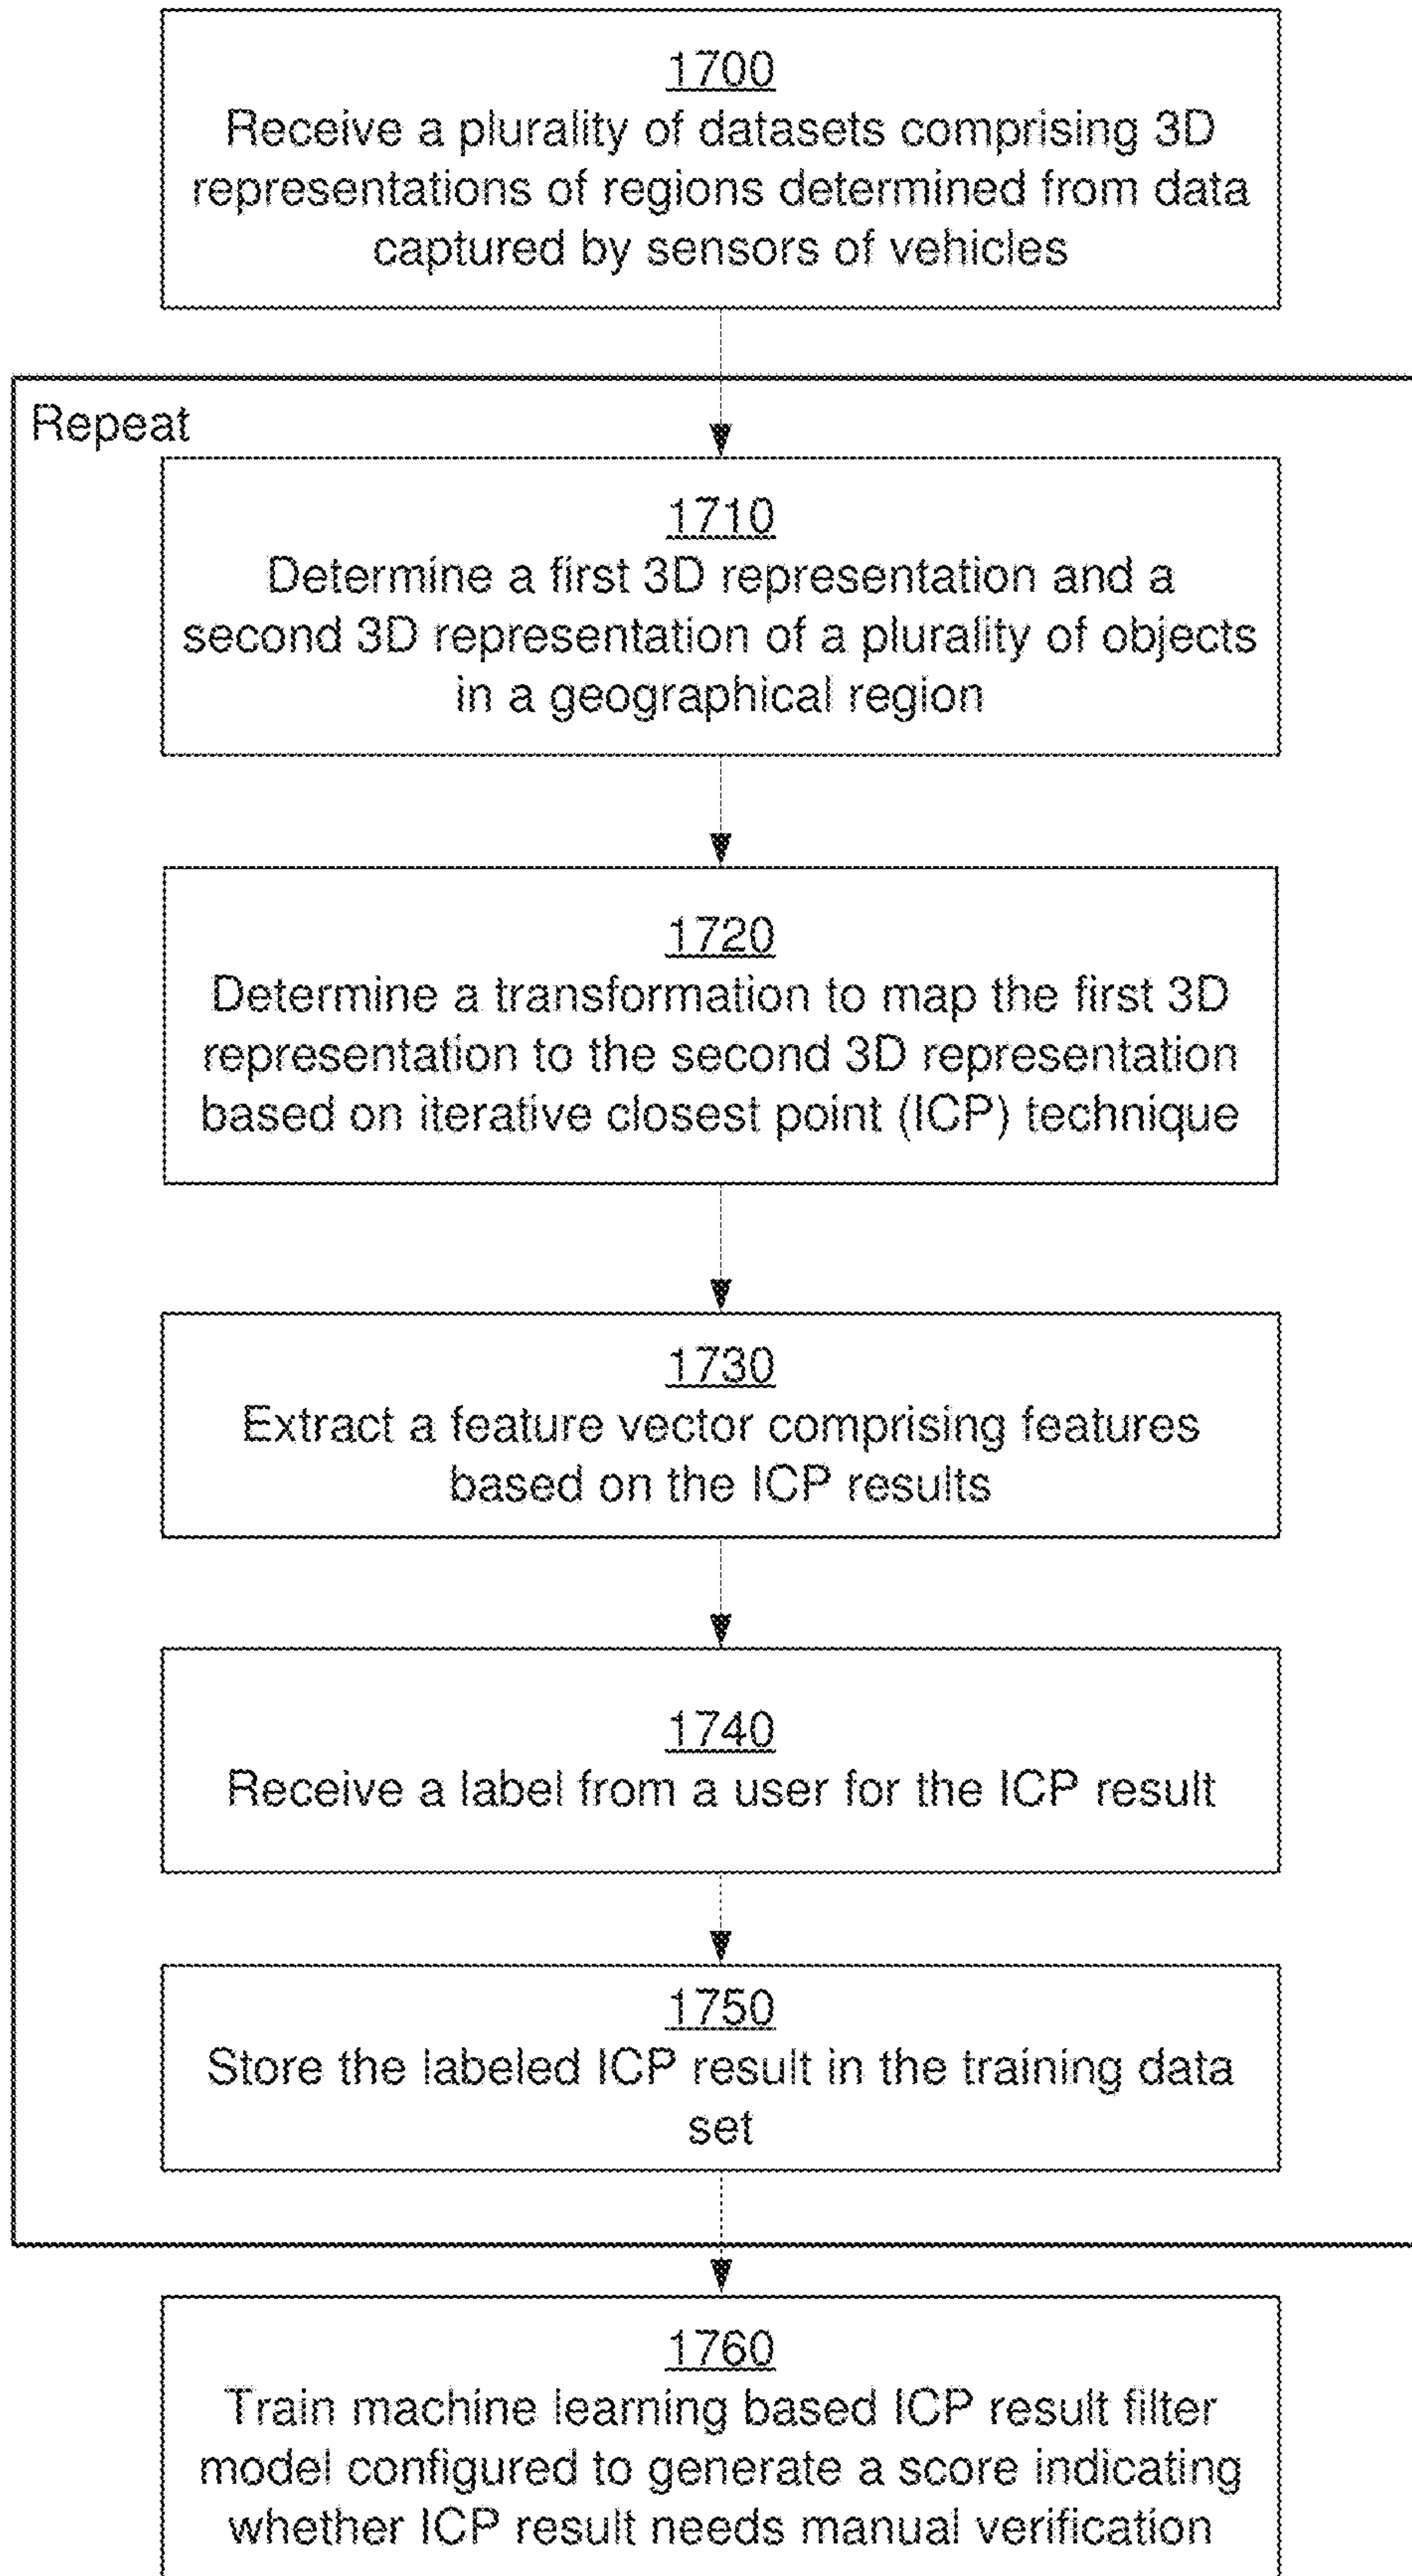 1700
Receive a plurality of datasets comprising 3D
representations of regions determined from data
captured by sensors of vehicles
Repeat
1710
Determine a first 3D representation and a
second 3D representation of a plurality of objects
in a geographical region
1720
Determine a transformation to map the first 3D
representation to the second 3D representation
based on iterative closest point (ICP) technique
1730
Extract a feature vector comprising features
based on the ICP results
1740
Receive a label from a user for the ICP result
1750
Store the labeled ICP result in the training data
set
1760
Train machine learning based ICP result filter
model configured to generate a score indicating
whether ICP result needs manual verification